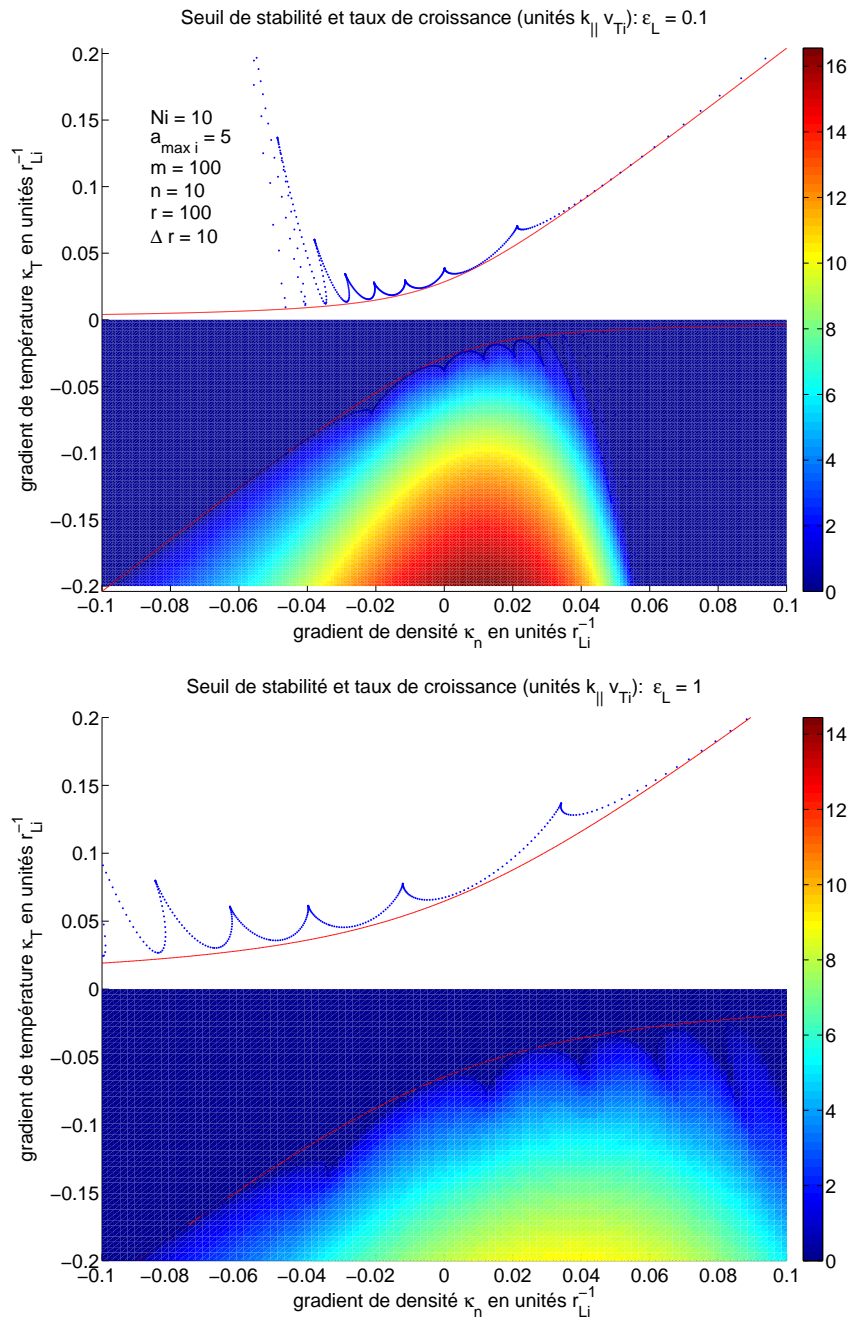 Seuil de stabilité et taux de croissance (unités k|| vTi): εL = 0.1
gradient de température κT en unités rLi-1
0.2
0.15
0.1
0.05
0
−0.05
−0.1
−0.15
−0.2
Ni = 10
amax i = 5
m = 100
n = 10
r = 100
Δ r = 10
−0.1 −0.08 −0.06 −0.04 −0.02 0 0.02 0.04 0.06 0.08 0.1
gradient de densité κn en unités rLi-1
16
14
12
10
8
6
4
2
0
Seuil de stabilité et taux de croissance (unités k|| vTi): εL = 1
gradient de température κT en unités rLi-1
0.2
0.15
0.1
0.05
0
−0.05
−0.1
−0.15
−0.2
−0.1 −0.08 −0.06 −0.04 −0.02 0 0.02 0.04 0.06 0.08 0.1
gradient de densité κn en unités rLi-1
14
12
10
8
6
4
2
0